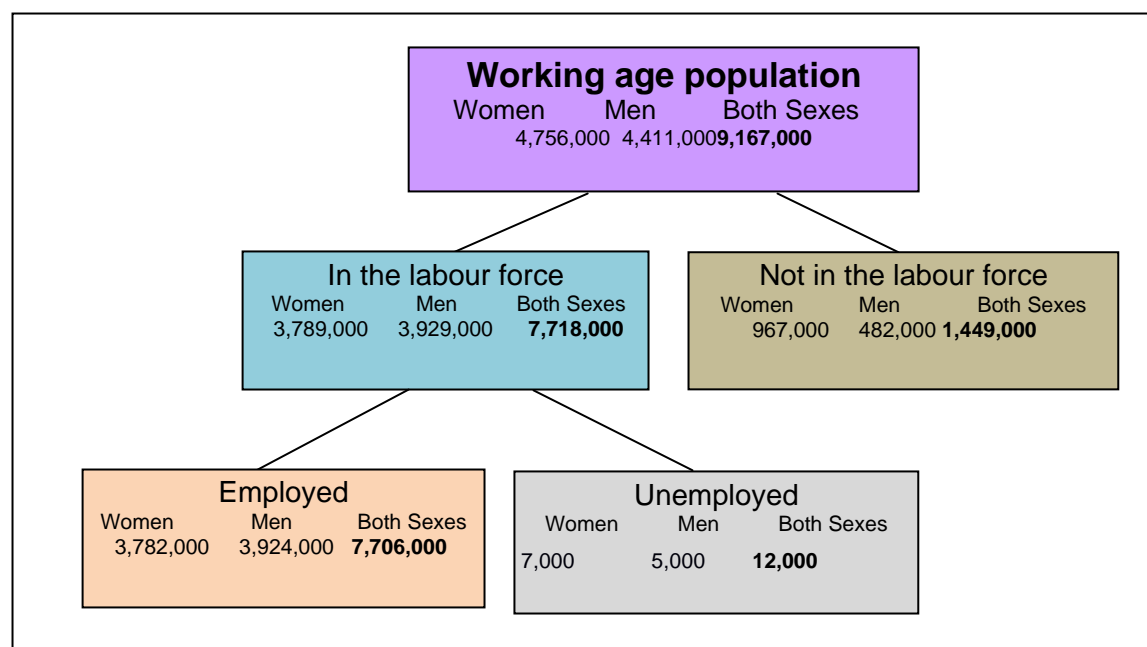 Working age population
Women Men Both Sexes
4,756,000 4,411,000 9,167,000
In the labour force
Women Men Both Sexes
3,789,000 3,929,000 7,718,000
Not in the labour force
Women Men Both Sexes
967,000 482,000 1,449,000
Employed
Women Men Both Sexes
3,782,000 3,924,000 7,706,000
Unemployed
Women Men Both Sexes
7,000 5,000 12,000